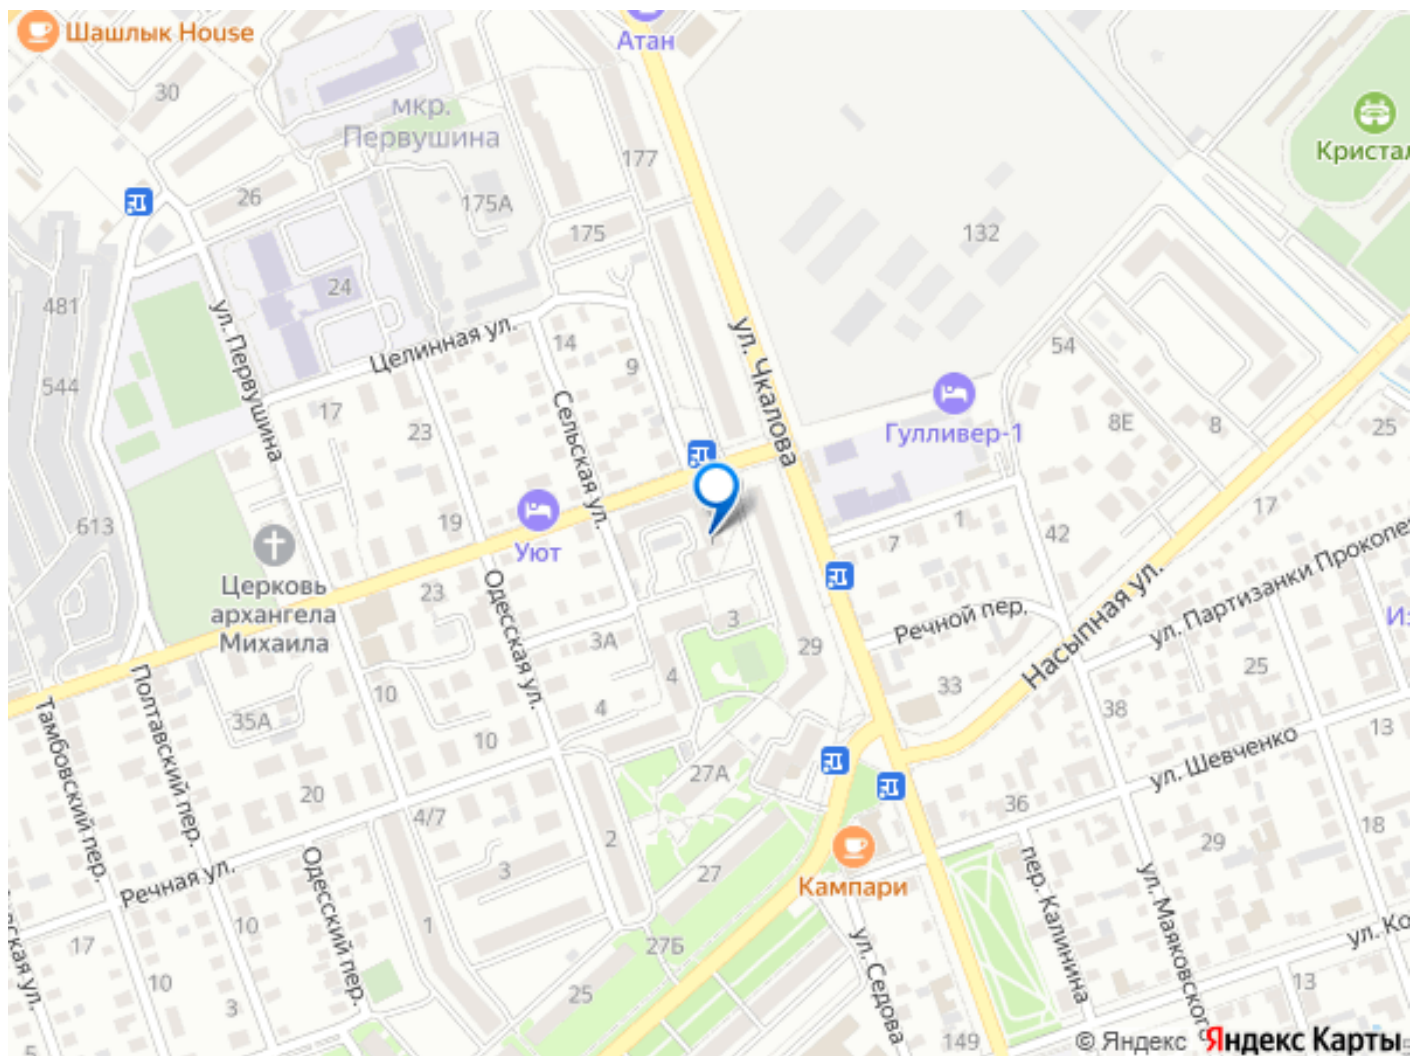 Шашлык House
Атан
30
мкр.
Первушина
177
Кристал
26
175А
175
132
24
481
ул. Первушина
Целинная ул.
14
9
ул. Чкалова
54
544
17
23
Сельская ул.
Гулливер-1
8Е
8
25
613
19
Уют
17
1
42
7
Церковь
архангела
Михаила
23
Одесская ул.
3А
3
29
Речной пер.
Насыпная ул.
ул. Партизанки Прокопе
Из
25
4
33
38
13
Тамбовский пер.
Полтавский пер.
35А
10
4
10
27А
ул. Шевченко
20
4/7
36
18
Речная ул.
Одесский пер.
3
2
27
Кампари
29
пер. Калинина
ул. Маяковского
ская ул.
17
10
1
27Б
ул. Седова
ул. Ко
10
3
25
13
149
© Яндекс Яндекс Карты